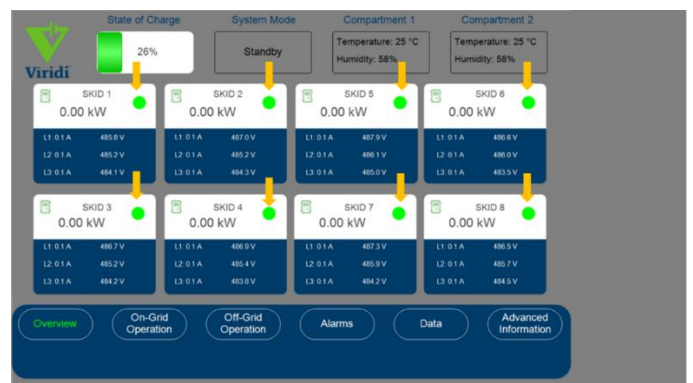 State of Charge
System Mode
Compartment 1
Compartment 2
Viridi
26%
Standby
Temperature: 25 °C
Humidity: 58%
Temperature: 25 °C
Humidity: 58%
SKID 1
0.00 kW
L1: 0.1 A 485.8 V
L2: 0.1 A 485.2 V
L3: 0.1 A 484.1 V
SKID 2
0.00 kW
L1: 0.1 A 487.0 V
L2: 0.1 A 485.2 V
L3: 0.1 A 484.3 V
SKID 5
0.00 kW
L1: 0.1 A 487.9 V
L2: 0.1 A 486.1 V
L3: 0.1 A 485.0 V
SKID 6
0.00 kW
L1: 0.1 A 486.6 V
L2: 0.1 A 486.0 V
L3: 0.1 A 483.5 V
SKID 3
0.00 kW
L1: 0.1 A 486.7 V
L2: 0.1 A 485.2 V
L3: 0.1 A 484.2 V
SKID 4
0.00 kW
L1: 0.1 A 486.9 V
L2: 0.1 A 485.4 V
L3: 0.1 A 483.8 V
SKID 7
0.00 kW
L1: 0.1 A 487.3 V
L2: 0.1 A 485.9 V
L3: 0.1 A 484.2 V
SKID 8
0.00 kW
L1: 0.1 A 486.5 V
L2: 0.1 A 485.7 V
L3: 0.1 A 484.5 V
Overview
On-Grid
Operation
Off-Grid
Operation
Alarms
Data
Advanced
Information